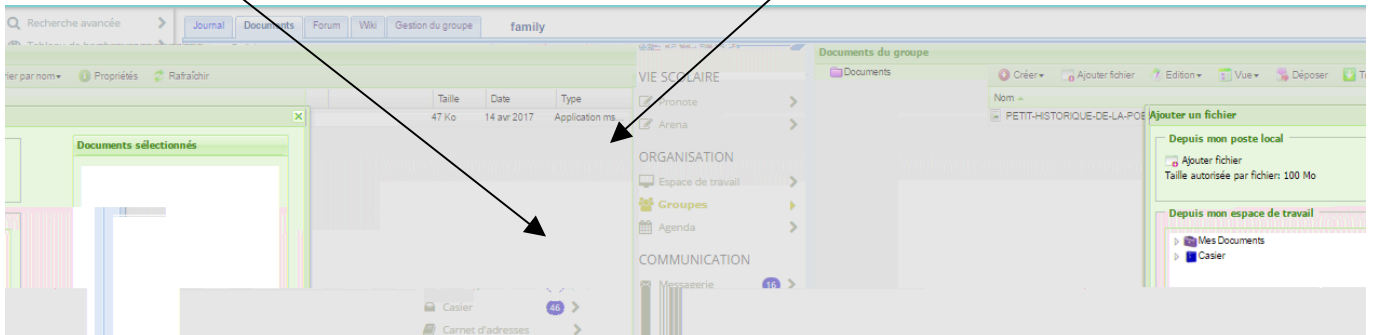 Recherche avancée
Journal Documents Forum Wiki Gestion du groupe family
Tableau de bord
Propriétés Rafraîchir
Taille Date Type
47 Ko 14 avr 2017 Application ms...
Documents sélectionnés
VIE SCOLAIRE
Pronote
Arena
ORGANISATION
Espace de travail
Groupes
Agenda
COMMUNICATION
Messagerie 16
Casier 46
Carnet d'adresses
Documents du groupe
Documents
Créer Ajouter fichier Edition Vue Déposer
Nom
PETIT-HISTORIQUE-DE-LA-POE
Ajouter un fichier
Depuis mon poste local
Ajouter fichier
Taille autorisée par fichier: 100 Mo
Depuis mon espace de travail
Mes Documents
Casier